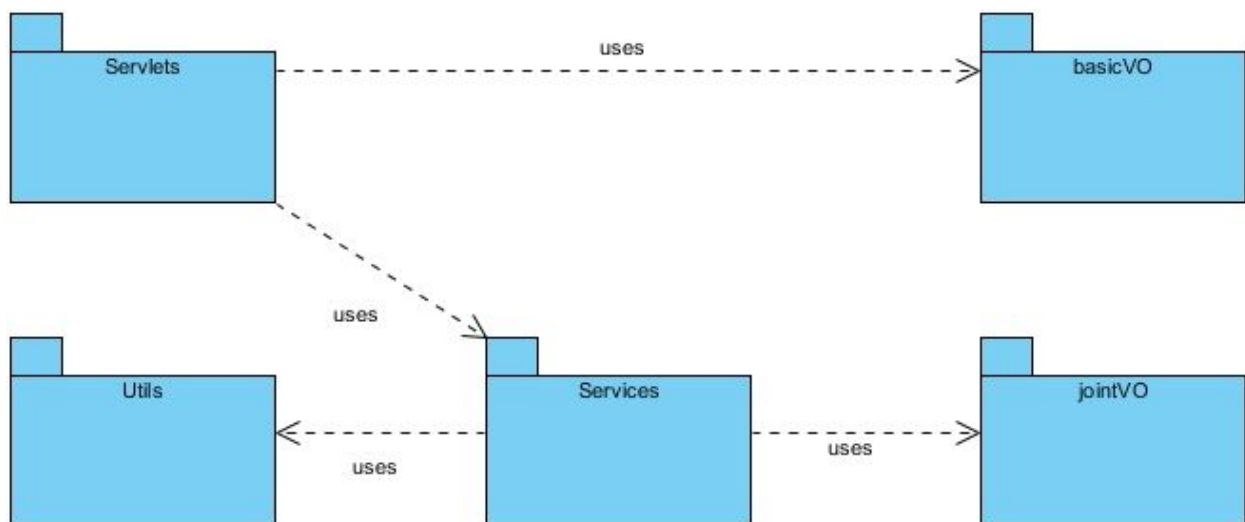 uses
Servlets
basicVO
uses
Utils
Services
jointVO
uses
uses